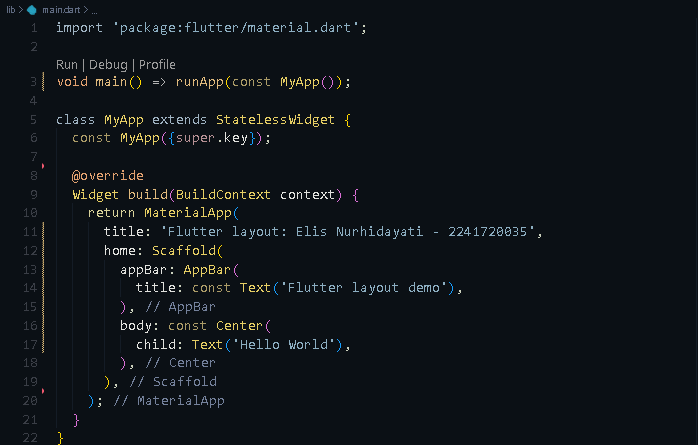 lib > main.dart > ...
1 import 'package:flutter/material.dart';
2
Run | Debug | Profile
3 void main() => runApp(const MyApp());
4
5 class MyApp extends StatelessWidget {
6   const MyApp({super.key});
7
8   @override
9   Widget build(BuildContext context) {
10     return MaterialApp(
11       title: 'Flutter layout: Elis Nurhidayati - 2241720035',
12       home: Scaffold(
13         appBar: AppBar(
14           title: const Text('Flutter layout demo'),
15         ), // AppBar
16         body: const Center(
17           child: Text('Hello World'),
18         ), // Center
19       ), // Scaffold
20     ); // MaterialApp
21   }
22 }